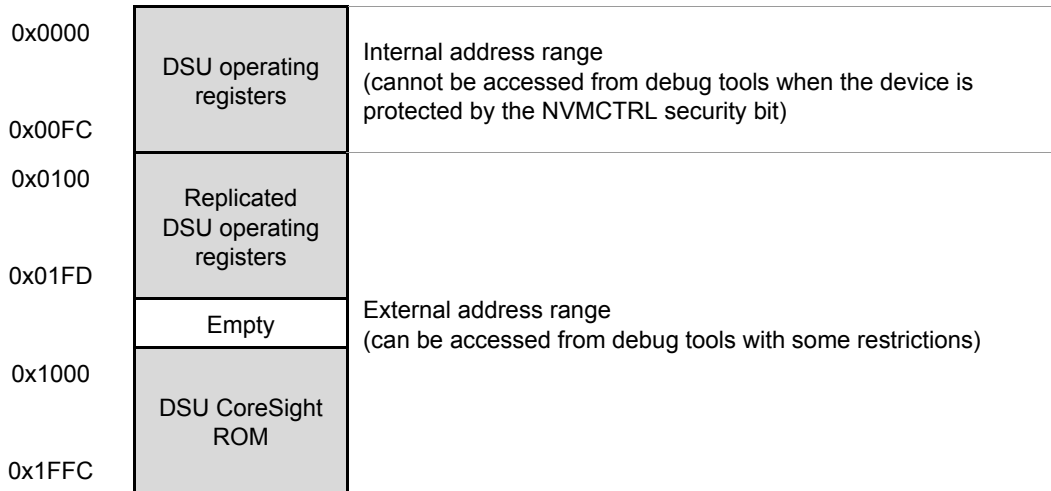 0x0000
DSU operating
registers
Internal address range
(cannot be accessed from debug tools when the device is
protected by the NVMCTRL security bit)
0x00FC
0x0100
Replicated
DSU operating
registers
0x01FD
Empty
External address range
(can be accessed from debug tools with some restrictions)
0x1000
DSU CoreSight
ROM
0x1FFC